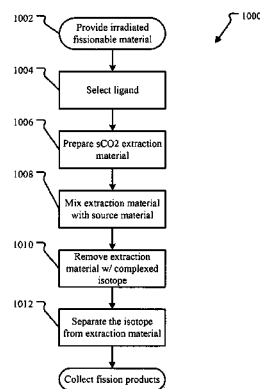 1000
1002
Provide irradiated
fissionable material
1004
Select ligand
1006
Prepare sCO2 extraction
material
1008
Mix extraction material
with source material
1010
Remove extraction
material w/ complexed
isotope
1012
Separate the isotope
from extraction material
Collect fission products